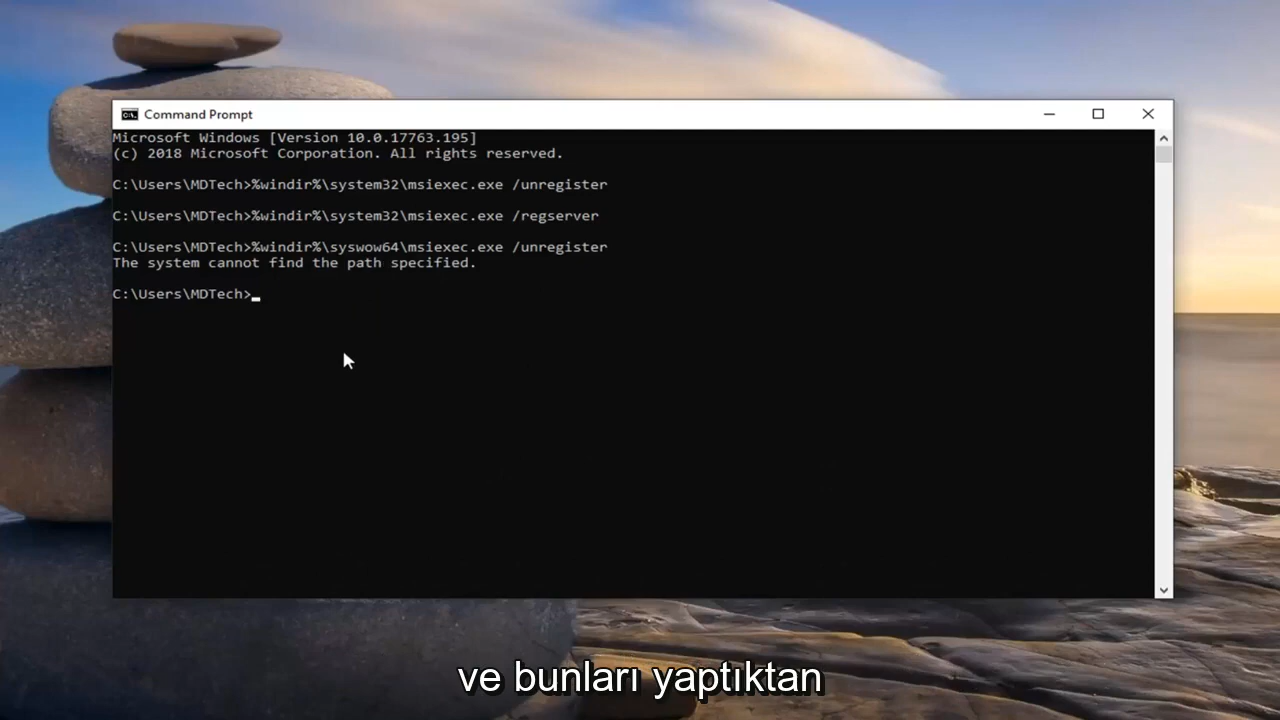 Command Prompt
Microsoft Windows [Version 10.0.17763.195]
(c) 2018 Microsoft Corporation. All rights reserved.
C:\Users\MDTech>%windir%\system32\msiexec.exe /unregister
C:\Users\MDTech>%windir%\system32\msiexec.exe /regserver
C:\Users\MDTech>%windir%\syswow64\msiexec.exe /unregister
The system cannot find the path specified.
C:\Users\MDTech>
ve bunları yaptıktan